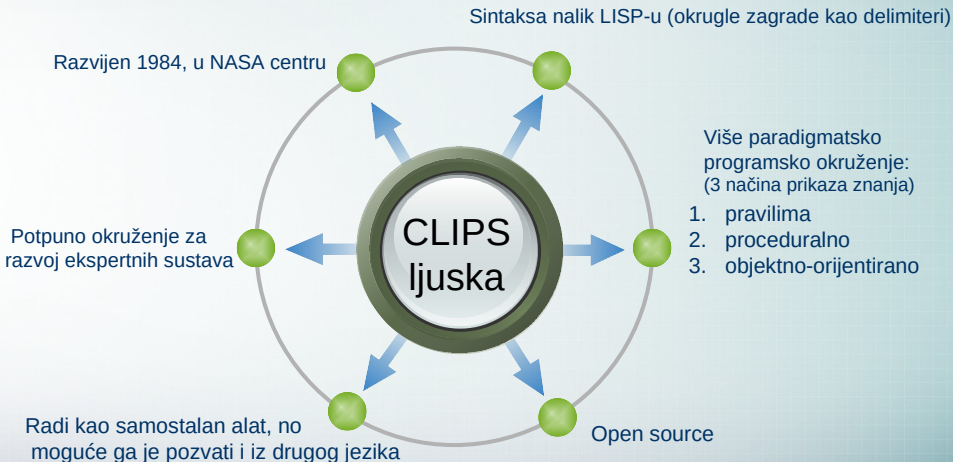 Sintaksa nalik LISP-u (okrugle zagrade kao delimiteri)
Razvijen 1984, u NASA centru
Više paradigmatsko
programsko okruženje:
(3 načina prikaza znanja)
1. pravilima
2. proceduralno
3. objektno-orijentirano
CLIPS
ljuska
Potpuno okruženje za
razvoj ekspertnih sustava
Radi kao samostalan alat, no
moguće ga je pozvati i iz drugog jezika
Open source